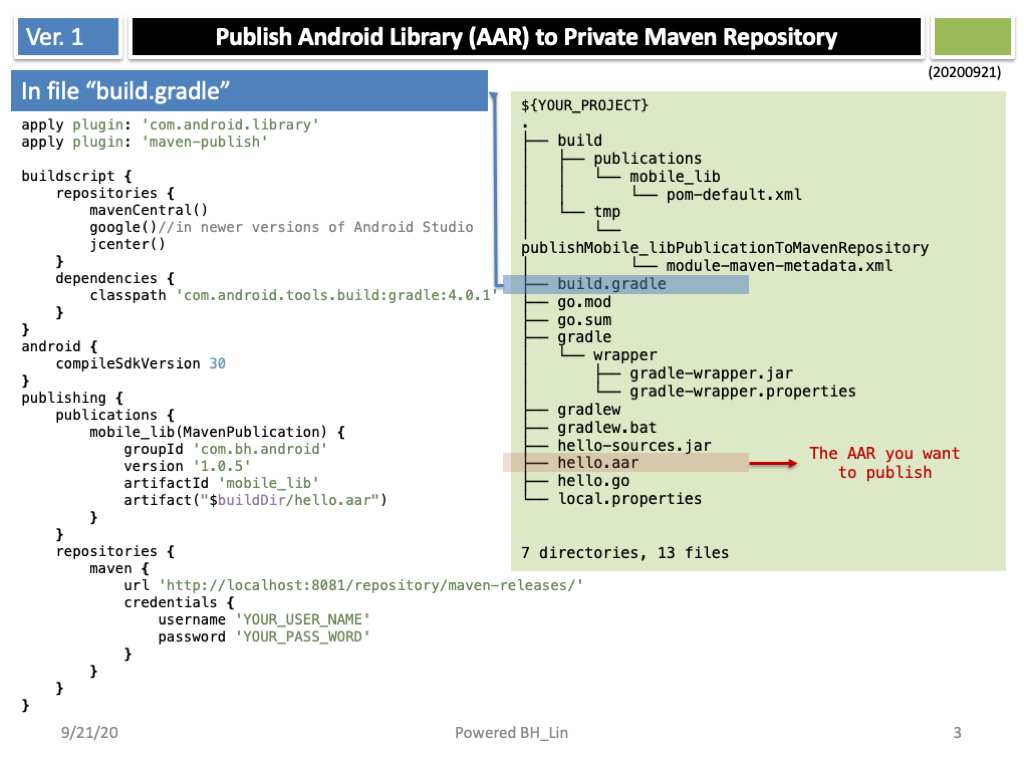 Ver. 1
Publish Android Library (AAR) to Private Maven Repository
(20200921)
In file “build.gradle”
apply plugin: 'com.android.library'
apply plugin: 'maven-publish'
buildscript {
    repositories {
        mavenCentral()
        google()//in newer versions of Android Studio
        jcenter()
    }
    dependencies {
        classpath 'com.android.tools.build:gradle:4.0.1'
    }
}
android {
    compileSdkVersion 30
}
publishing {
    publications {
        mobile_lib(MavenPublication) {
            groupId 'com.bh.android'
            version '1.0.5'
            artifactId 'mobile_lib'
            artifact("$buildDir/hello.aar")
        }
    }
    repositories {
        maven {
            url 'http://localhost:8081/repository/maven-releases/'
            credentials {
                username 'YOUR_USER_NAME'
                password 'YOUR_PASS_WORD'
            }
        }
    }
}
${YOUR_PROJECT}
.
├── build
│   ├── publications
│   │   └── mobile_lib
│   │       └── pom-default.xml
│   └── tmp
│       └──
publishMobile_libPublicationToMavenRepository
│           └── module-maven-metadata.xml
├── build.gradle
├── go.mod
├── go.sum
├── gradle
│   └── wrapper
│       ├── gradle-wrapper.jar
│       └── gradle-wrapper.properties
├── gradlew
├── gradlew.bat
├── hello-sources.jar
├── hello.aar
├── hello.go
└── local.properties
7 directories, 13 files
The AAR you want
to publish
9/21/20
Powered BH_Lin
3